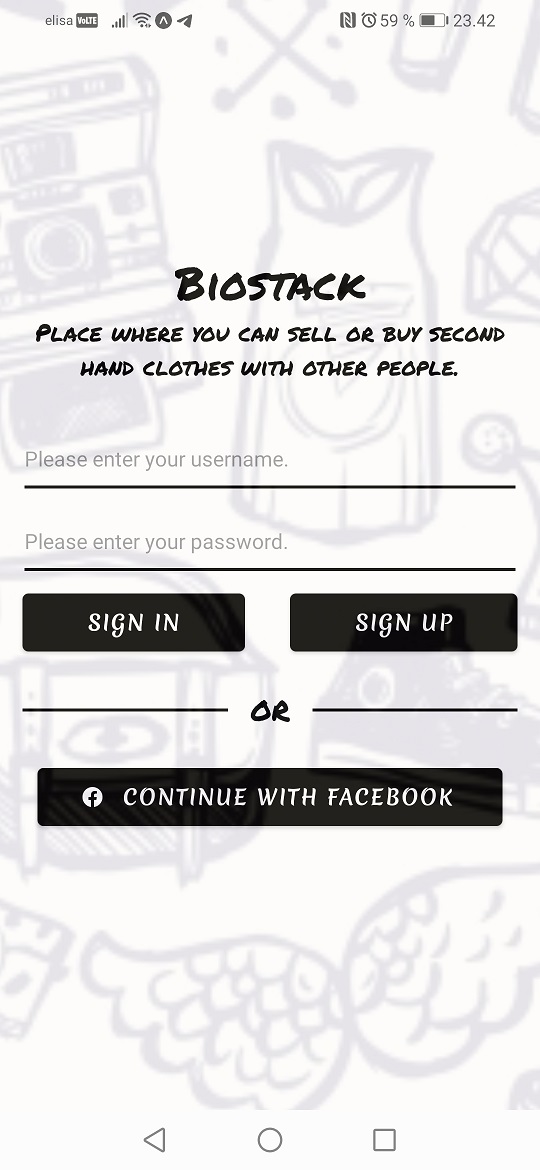 elisa VoLTE 59 % 23.42
BIOSTACK
PLACE WHERE YOU CAN SELL OR BUY SECOND
HAND CLOTHES WITH OTHER PEOPLE.
Please enter your username.
Please enter your password.
SIGN IN SIGN UP
OR
CONTINUE WITH FACEBOOK